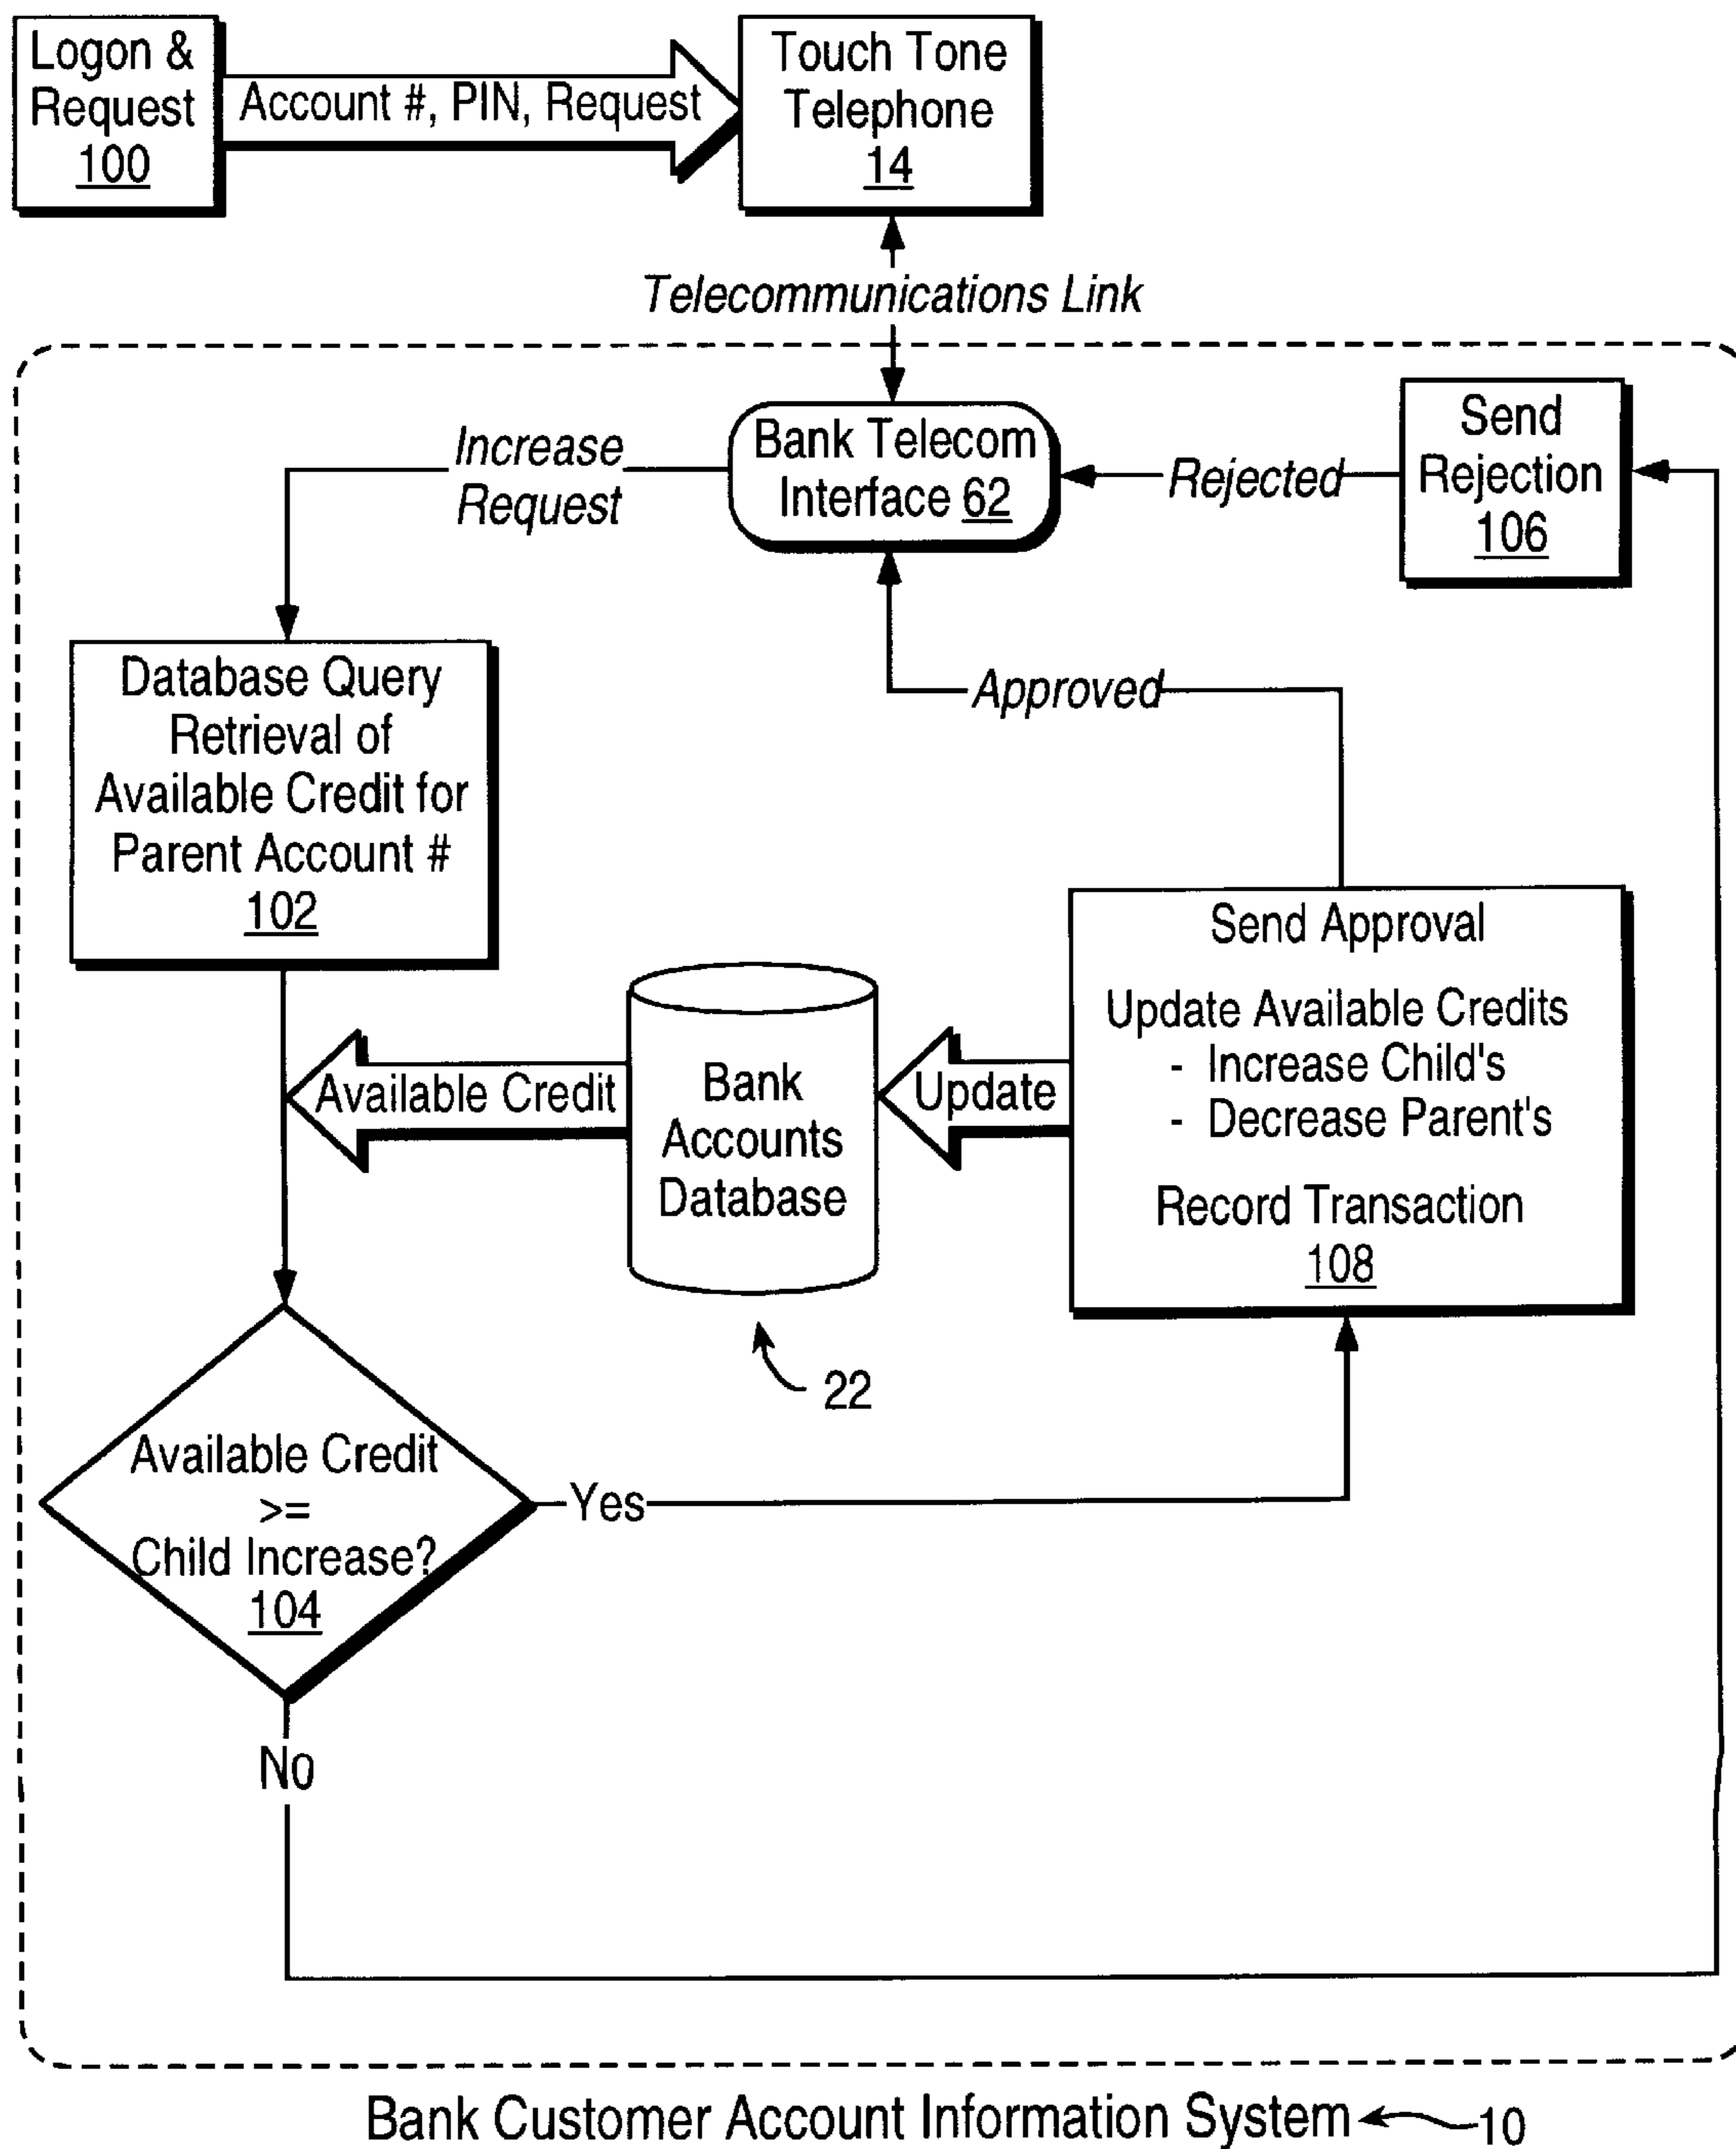 Logon &
Request
100
Account #, PIN, Request
Touch Tone
Telephone
14
Telecommunications Link
Increase
Request
Bank Telecom
Interface 62
Rejected
Send
Rejection
106
Database Query
Retrieval of
Available Credit for
Parent Account #
102
Approved
Send Approval
Update Available Credits
- Increase Child's
- Decrease Parent's
Record Transaction
108
Available Credit
Bank
Accounts
Database
Update
22
Available Credit
>=
Child Increase?
104
Yes
No
Bank Customer Account Information System 10